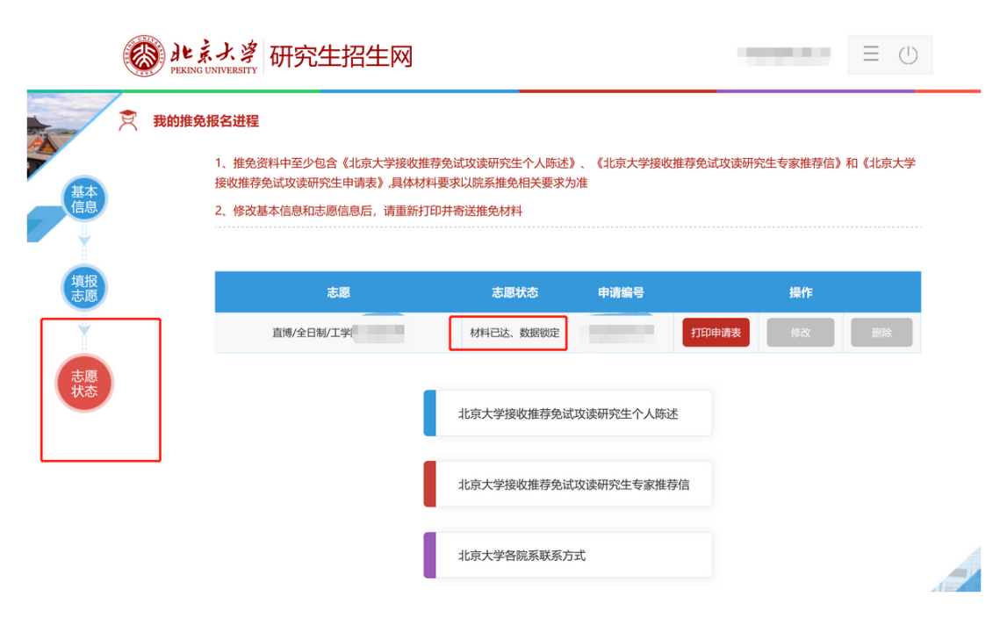 北京大学
PEKING UNIVERSITY
研究生招生网
我的推免报名进程
1、推免资料中至少包含《北京大学接收推荐免试攻读研究生个人陈述》、《北京大学接收推荐免试攻读研究生专家推荐信》和《北京大学
接收推荐免试攻读研究生申请表》,具体材料要求以院系推免相关要求为准
2、修改基本信息和志愿信息后，请重新打印并寄送推免材料
基本
信息
填报
志愿
志愿
状态
志愿 志愿状态 申请编号 操作
直博/全日制/工学 材料已达、数据锁定 打印申请表 修改 删除
北京大学接收推荐免试攻读研究生个人陈述
北京大学接收推荐免试攻读研究生专家推荐信
北京大学各院系联系方式